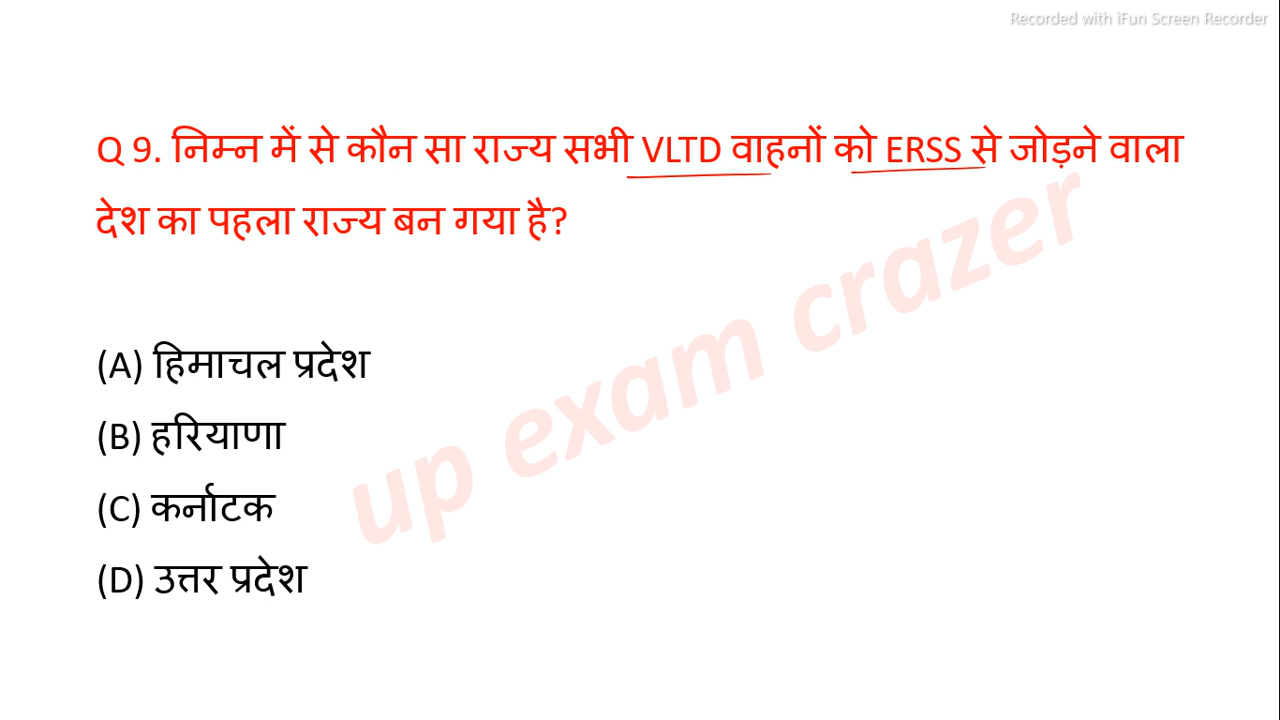 Recorded with iFun Screen Recorder
Q 9. निम्न में से कौन सा राज्य सभी VLTD वाहनों को ERSS से जोड़ने वाला
देश का पहला राज्य बन गया है?
up exam crazer
(A) हिमाचल प्रदेश
(B) हरियाणा
(C) कर्नाटक
(D) उत्तर प्रदेश